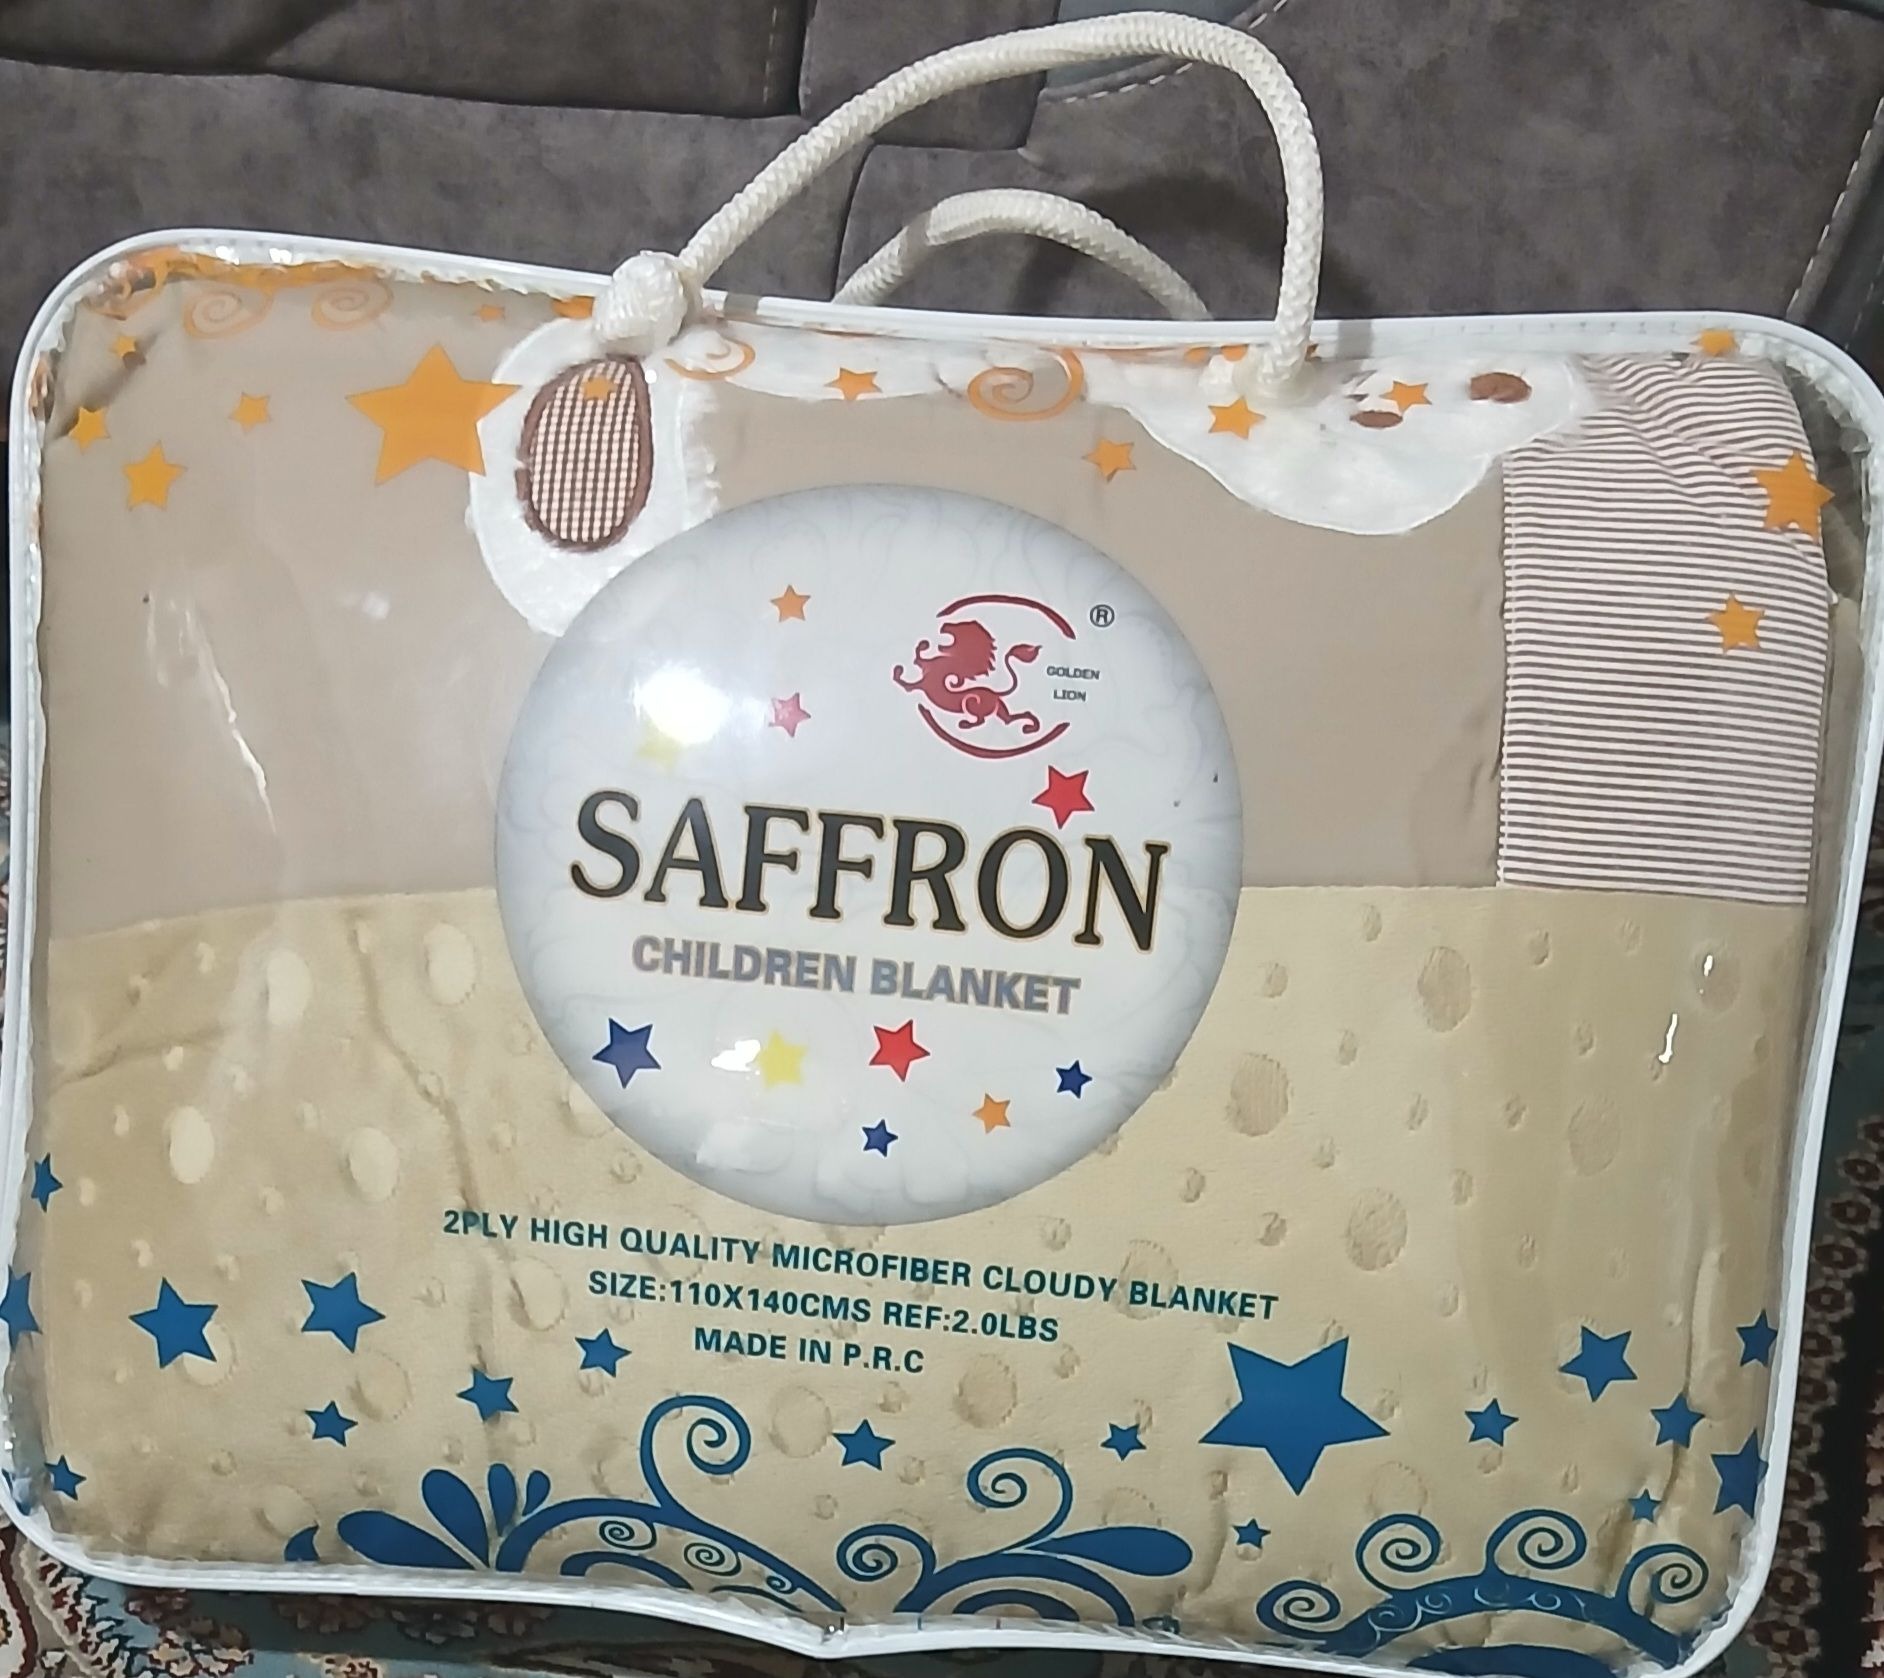 ®
GOLDEN
LION
SAFFRON
CHILDREN BLANKET
2PLY HIGH QUALITY MICROFIBER CLOUDY BLANKET
SIZE:110X140CMS REF:2.0LBS
MADE IN P.R.C